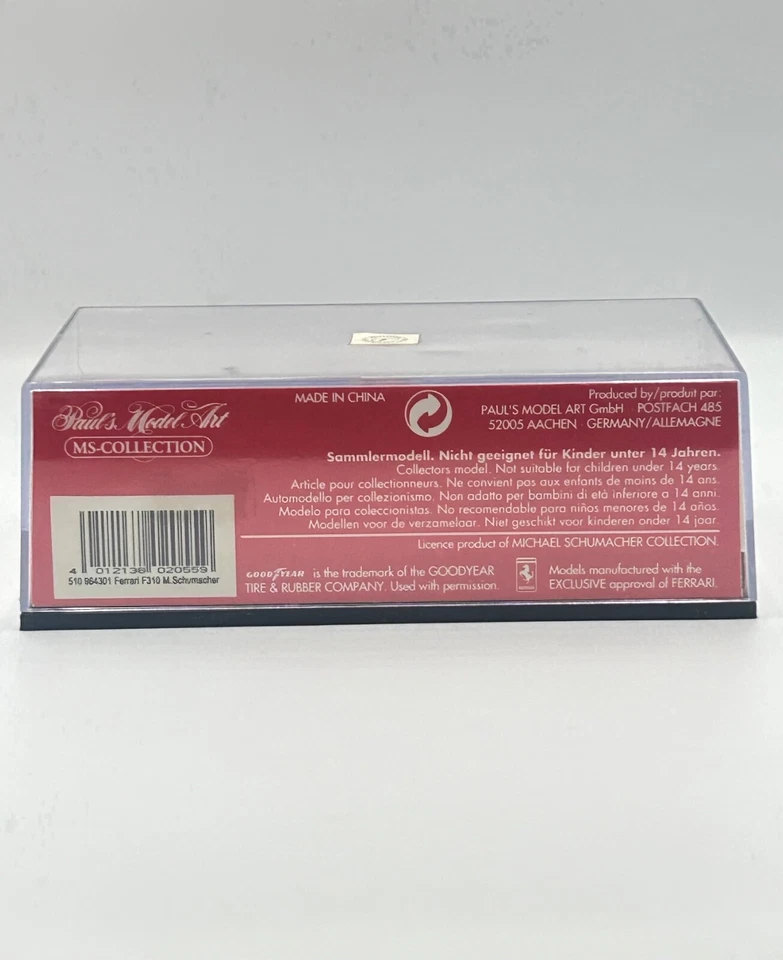 Paul's Model Art
MS-COLLECTION
MADE IN CHINA
Produced by/produit par:
PAUL'S MODEL ART GmbH · POSTFACH 485
52005 AACHEN · GERMANY/ALLEMAGNE
Sammlermodell. Nicht geeignet für Kinder unter 14 Jahren.
Collectors model. Not suitable for children under 14 years.
Article pour collectionneurs. Ne convient pas aux enfants de moins de 14 ans.
Automodello per collezionismo. Non adatto per bambini di età inferiore a 14 anni.
Modelo para coleccionistas. No recomendable para niños menores de 14 años.
Modellen voor de verzamelaar. Niet geschikt voor kinderen onder 14 jaar.
Licence product of MICHAEL SCHUMACHER COLLECTION.
4 012138 020559
510 964301 Ferrari F310 M.Schumacher
GOODYEAR is the trademark of the GOODYEAR
TIRE & RUBBER COMPANY. Used with permission.
Models manufactured with the
EXCLUSIVE approval of FERRARI.